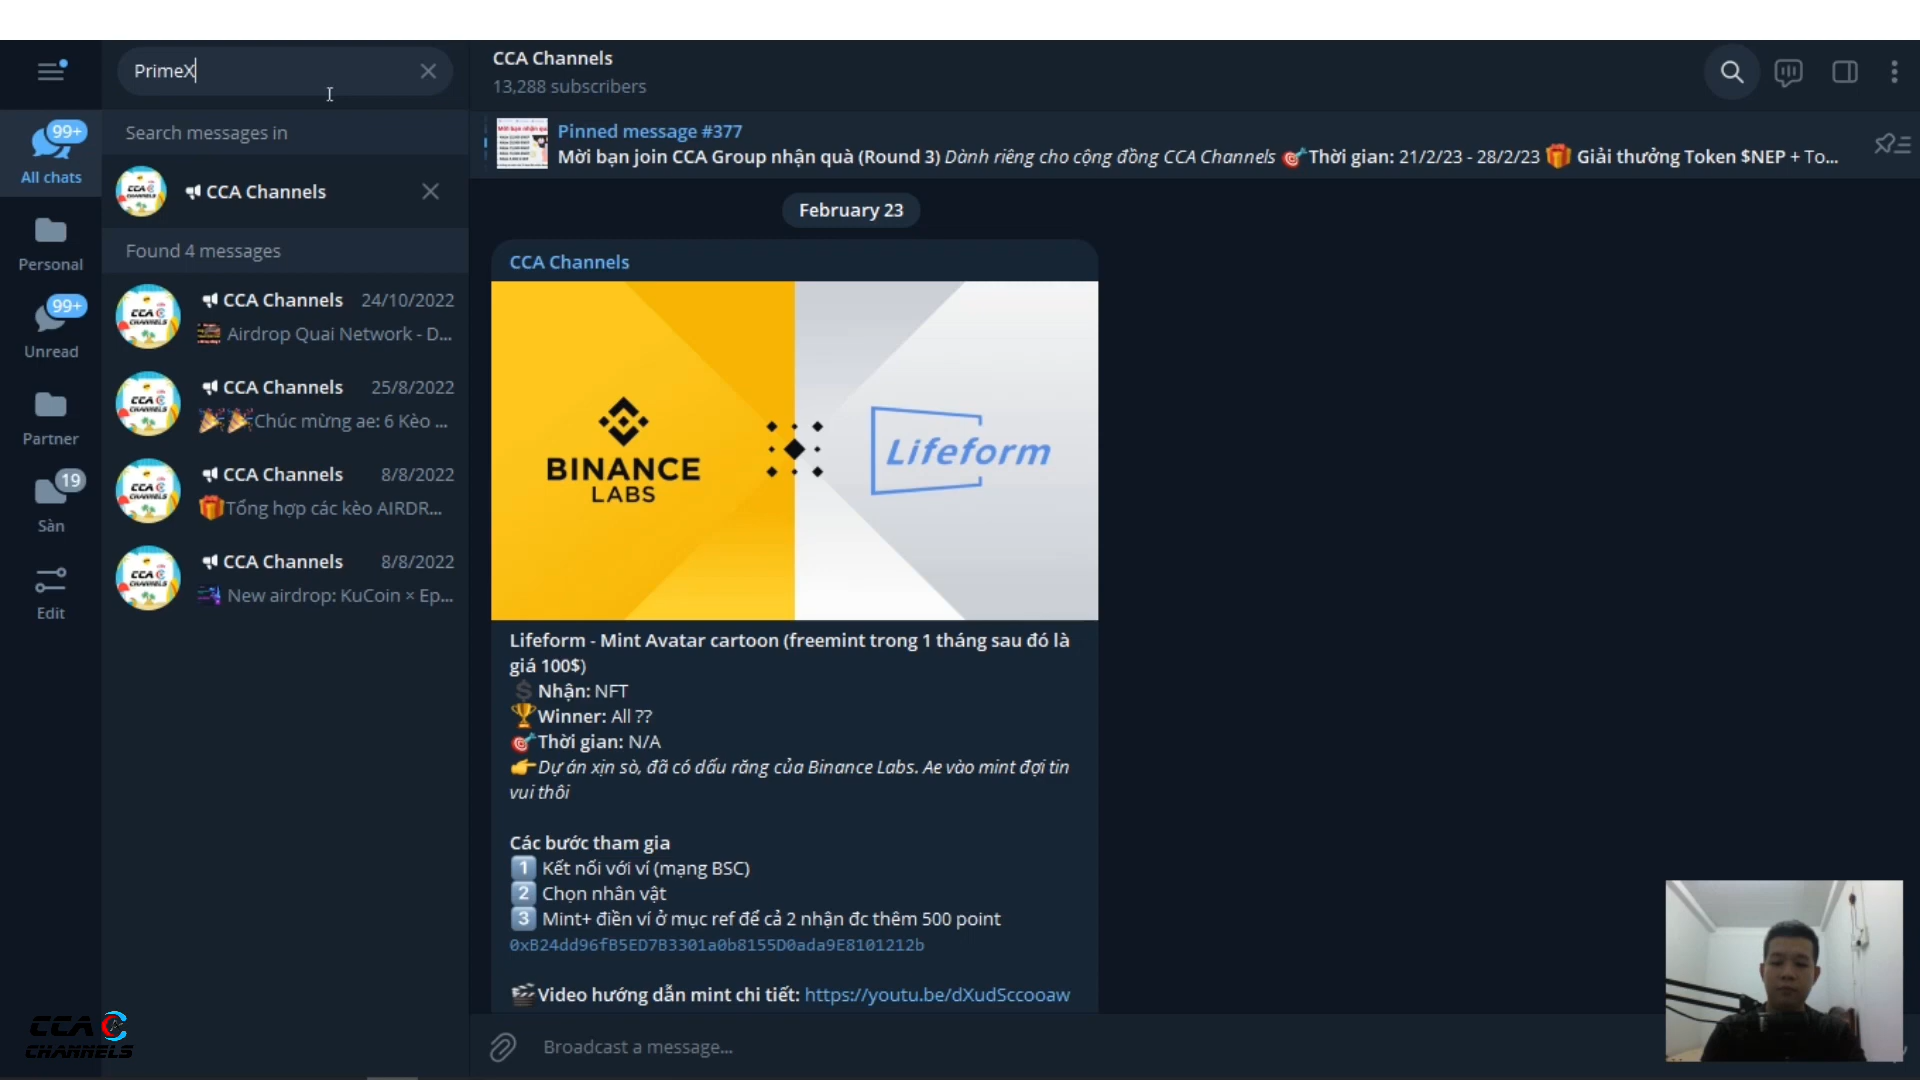 PrimeX
Search messages in
CCA Channels
Found 4 messages
CCA Channels 24/10/2022
Airdrop Quai Network - D...
CCA Channels 25/8/2022
🎉🎉Chúc mừng ae: 6 Kèo ...
CCA Channels 8/8/2022
🎁Tổng hợp các kèo AIRDR...
CCA Channels 8/8/2022
New airdrop: KuCoin × Ep...
99+
All chats
Personal
99+
Unread
Partner
19
Sàn
Edit
CCA C
CHANNELS
CCA Channels
13,288 subscribers
Pinned message #377
Mời bạn join CCA Group nhận quà (Round 3) Dành riêng cho cộng đồng CCA Channels 🎯Thời gian: 21/2/23 - 28/2/23 🎁 Giải thưởng Token $NEP + To...
February 23
CCA Channels
BINANCE
LABS
Lifeform
Lifeform - Mint Avatar cartoon (freemint trong 1 tháng sau đó là
giá 100$)
💲Nhận: NFT
🏆Winner: All ??
🎯Thời gian: N/A
👉Dự án xịn sò, đã có dấu răng của Binance Labs. Ae vào mint đợi tin
vui thôi
Các bước tham gia
1️⃣ Kết nối với ví (mạng BSC)
2️⃣ Chọn nhân vật
3️⃣ Mint+ điền ví ở mục ref để cả 2 nhận đc thêm 500 point
0xB24dd96fB5ED7B3301a0b8155D0ada9E8101212b
🎬Video hướng dẫn mint chi tiết: https://youtu.be/dXudSccooaw
Broadcast a message...